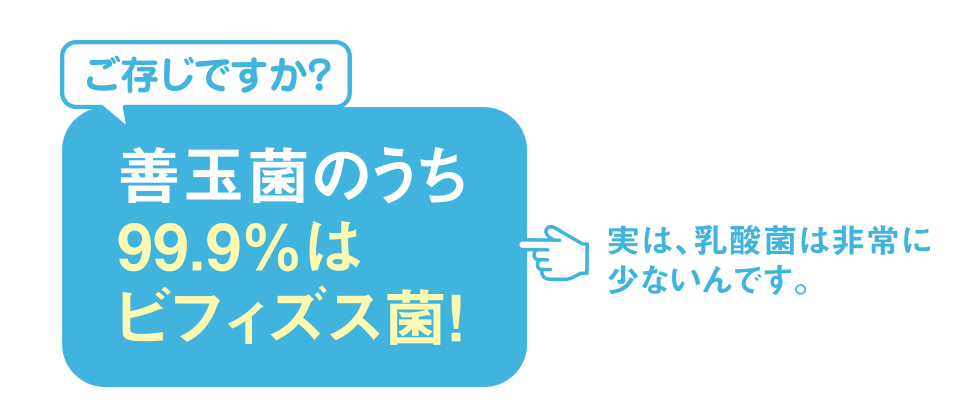 ご存じですか?
善玉菌のうち
99.9%は
ビフィズス菌!
実は、乳酸菌は非常に
少ないんです。